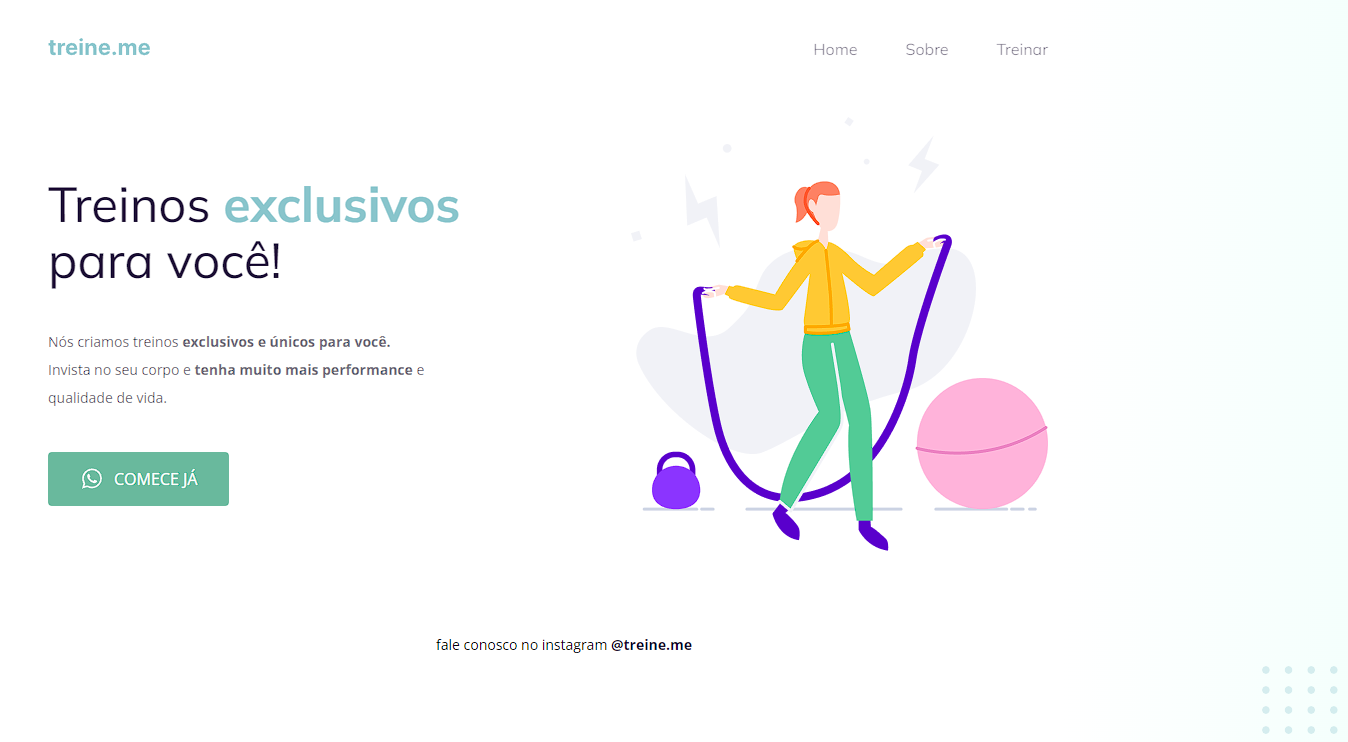 treine.me
Home
Sobre
Treinar
Treinos exclusivos
para você!
Nós criamos treinos exclusivos e únicos para você.
Invista no seu corpo e tenha muito mais performance e
qualidade de vida.
COMECE JÁ
fale conosco no instagram @treine.me